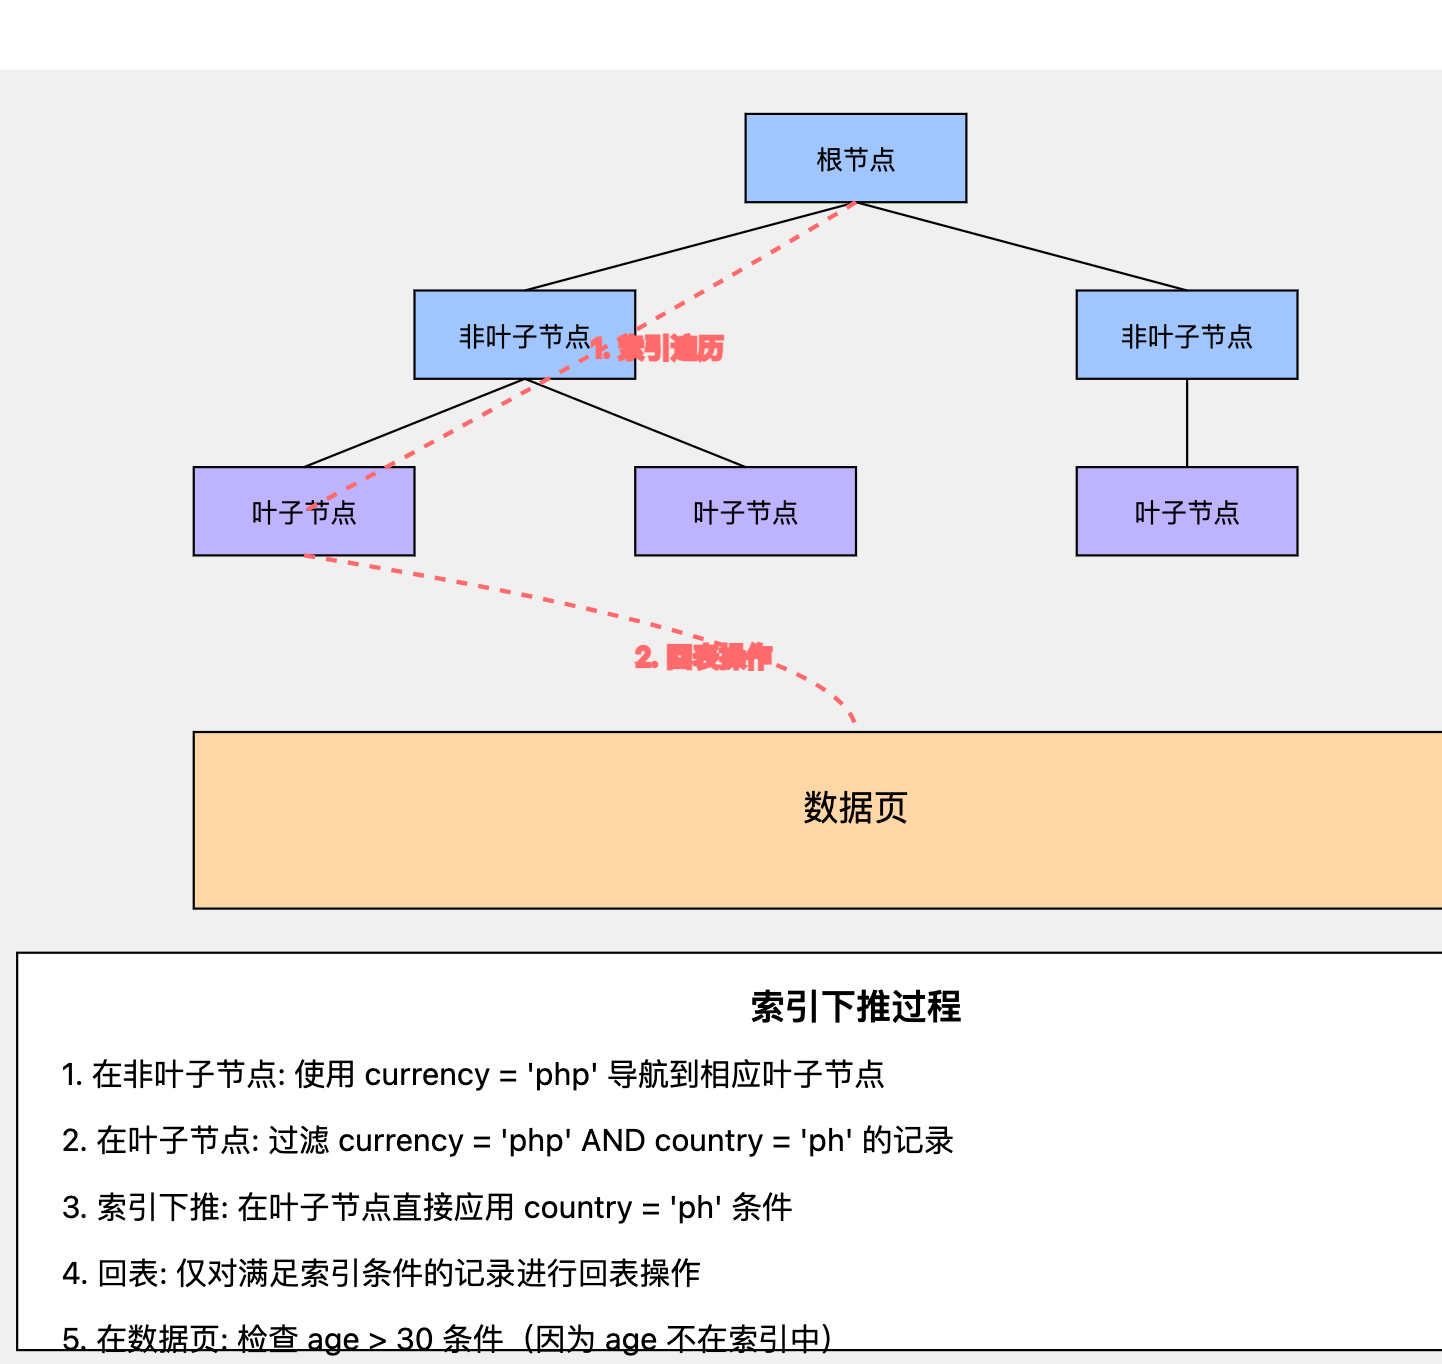 根节点
非叶子节点
非叶子节点
1. 索引遍历
叶子节点
叶子节点
叶子节点
2. 回表操作
数据页
索引下推过程
1. 在非叶子节点: 使用 currency = 'php' 导航到相应叶子节点
2. 在叶子节点: 过滤 currency = 'php' AND country = 'ph' 的记录
3. 索引下推: 在叶子节点直接应用 country = 'ph' 条件
4. 回表: 仅对满足索引条件的记录进行回表操作
5. 在数据页: 检查 age > 30 条件（因为 age 不在索引中）